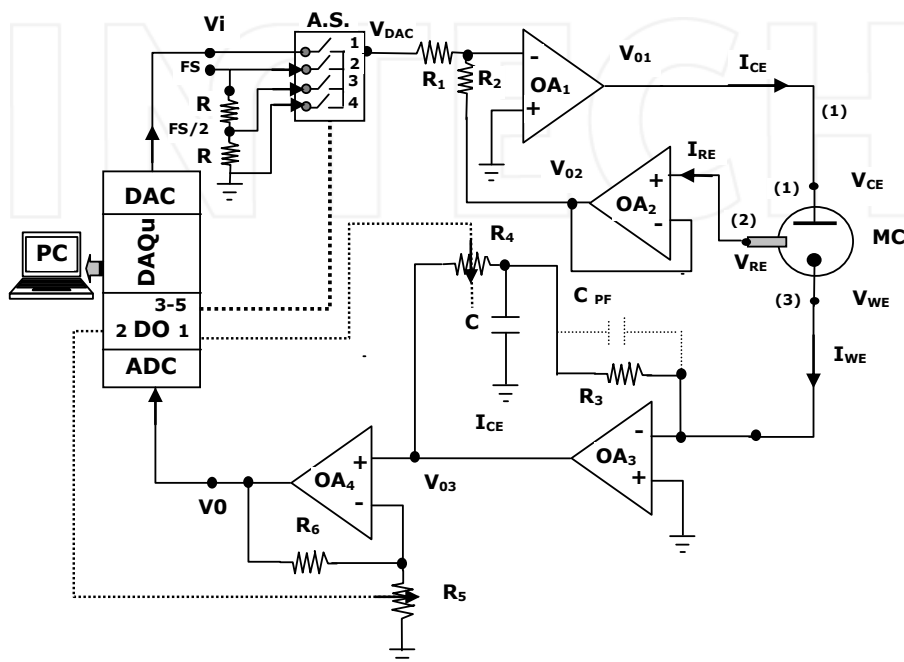 INTECH
A.S.
Vi
FS
FS/2
R
R
1
2
3
4
VDAC
R1
R2
-
+
OA1
V01
ICE
(1)
(1)
VCE
MC
IRE
(2)
VRE
V02
+
-
OA2
(3)
VWE
IWE
DAC
DAQu
3-5
2 DO 1
ADC
PC
R4
C
C PF
R3
ICE
-
+
OA3
V03
+
-
OA4
V0
R6
R5